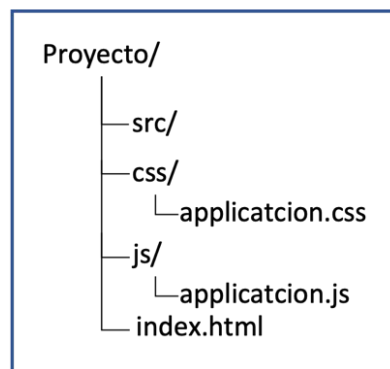 Proyecto/
src/
css/
applicatcion.css
js/
applicatcion.js
index.html